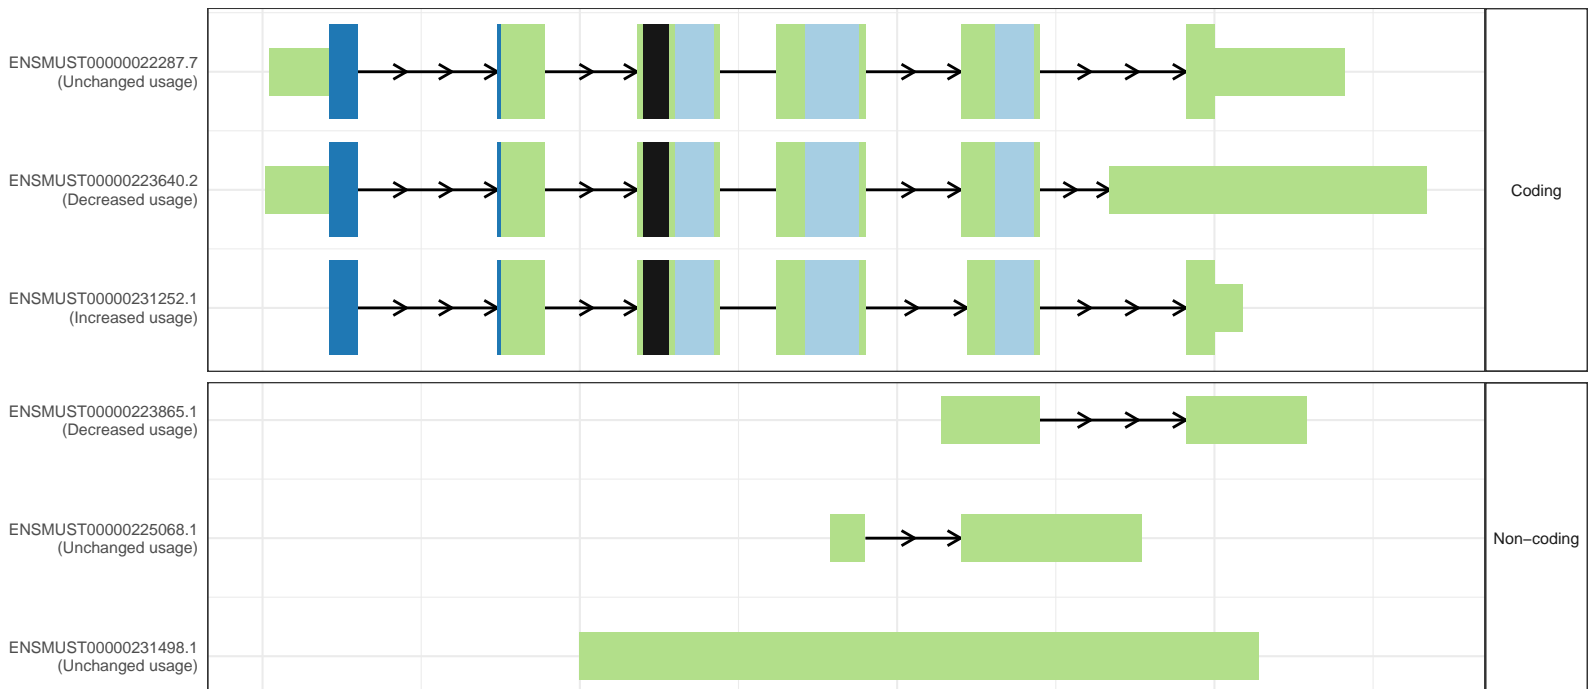 ENSMUST00000022287.7
(Unchanged usage)
ENSMUST00000223640.2
(Decreased usage)
Coding
ENSMUST00000231252.1
(Increased usage)
ENSMUST00000223865.1
(Decreased usage)
ENSMUST00000225068.1
(Unchanged usage)
Non−coding
ENSMUST00000231498.1
(Unchanged usage)